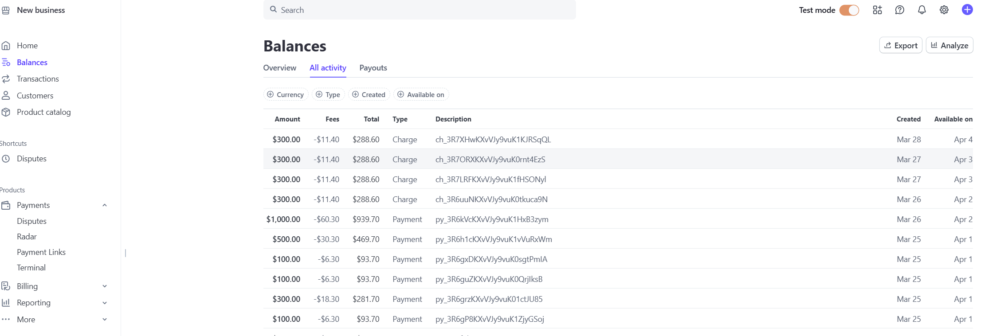 New business
Search
Test mode
Home
Balances
Transactions
Customers
Product catalog
Shortcuts
Disputes
Products
Payments
Disputes
Radar
Payment Links
Terminal
Billing
Reporting
More
Balances
Export
Analyze
Overview All activity Payouts
Currency Type Created Available on
Amount Fees Total Type Description Created Available on
$300.00 -$11.40 $288.60 Charge ch_3R7XHwKXvVJy9vuK1KJRSqQL Mar 28 Apr 4
$300.00 -$11.40 $288.60 Charge ch_3R7ORXKXvVJy9vuK0rnt4EzS Mar 27 Apr 3
$300.00 -$11.40 $288.60 Charge ch_3R7LRFKXvVJy9vuK1fHSONyl Mar 27 Apr 3
$300.00 -$11.40 $288.60 Charge ch_3R6uuNKXvVJy9vuK0tkuca9N Mar 26 Apr 2
$1,000.00 -$60.30 $939.70 Payment py_3R6kVcKXvVJy9vuK1HxB3zym Mar 26 Apr 2
$500.00 -$30.30 $469.70 Payment py_3R6h1cKXvVJy9vuK1vVuRxWm Mar 25 Apr 1
$100.00 -$6.30 $93.70 Payment py_3R6gxDKXvVJy9vuK0sgtPmIA Mar 25 Apr 1
$100.00 -$6.30 $93.70 Payment py_3R6guZKXvVJy9vuK0QrjIksB Mar 25 Apr 1
$300.00 -$18.30 $281.70 Payment py_3R6grzKXvVJy9vuK01ctJU85 Mar 25 Apr 1
$100.00 -$6.30 $93.70 Payment py_3R6gP8KXvVJy9vuK1ZjyGSoj Mar 25 Apr 1